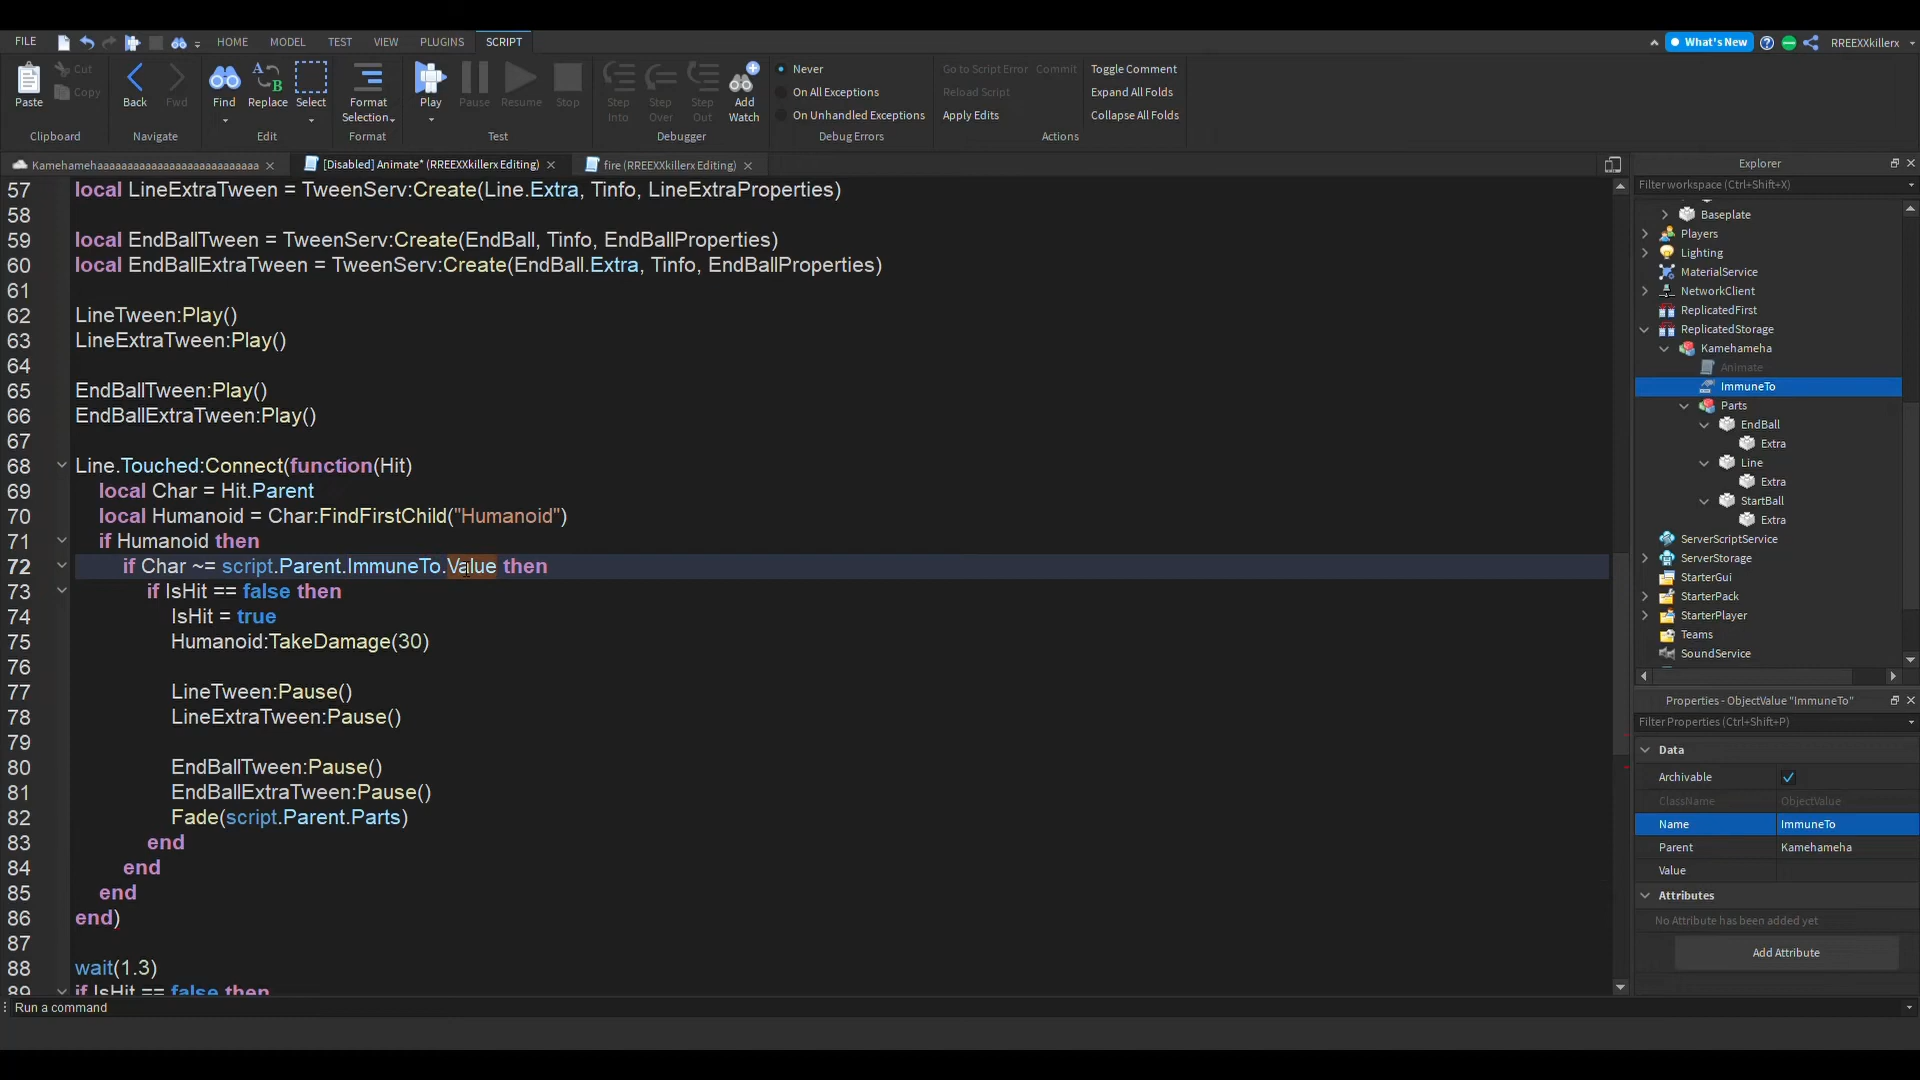 FILE
HOME
MODEL
TEST
VIEW
PLUGINS
SCRIPT
What's New
RREEXXkillerx
Paste
Cut
Copy
Clipboard
Back
Fwd
Navigate
Find
Replace
Select
Edit
Format
Selection
Format
Play
Pause
Resume
Stop
Test
Step
Into
Step
Over
Step
Out
Add
Watch
Debugger
Never
On All Exceptions
On Unhandled Exceptions
Debug Errors
Go to Script Error
Commit
Reload Script
Apply Edits
Toggle Comment
Expand All Folds
Collapse All Folds
Actions
Kamehamehaaaaaaaaaaaaaaaaaaaaaaaaaaa
[Disabled] Animate* (RREEXXkillerx Editing)
fire (RREEXXkillerx Editing)
57 local LineExtraTween = TweenServ:Create(Line.Extra, Tinfo, LineExtraProperties)
58
59 local EndBallTween = TweenServ:Create(EndBall, Tinfo, EndBallProperties)
60 local EndBallExtraTween = TweenServ:Create(EndBall.Extra, Tinfo, EndBallProperties)
61
62 LineTween:Play()
63 LineExtraTween:Play()
64
65 EndBallTween:Play()
66 EndBallExtraTween:Play()
67
68 Line.Touched:Connect(function(Hit)
69 local Char = Hit.Parent
70 local Humanoid = Char:FindFirstChild("Humanoid")
71 if Humanoid then
72 if Char ~= script.Parent.ImmuneTo.Value then
73 if IsHit == false then
74 IsHit = true
75 Humanoid:TakeDamage(30)
76
77 LineTween:Pause()
78 LineExtraTween:Pause()
79
80 EndBallTween:Pause()
81 EndBallExtraTween:Pause()
82 Fade(script.Parent.Parts)
83 end
84 end
85 end
86 end)
87
88 wait(1.3)
89 if IsHit == false then
Run a command
Explorer
Filter workspace (Ctrl+Shift+X)
Baseplate
Players
Lighting
MaterialService
NetworkClient
ReplicatedFirst
ReplicatedStorage
Kamehameha
Animate
ImmuneTo
Parts
EndBall
Extra
Line
Extra
StartBall
Extra
ServerScriptService
ServerStorage
StarterGui
StarterPack
StarterPlayer
Teams
SoundService
Properties - ObjectValue "ImmuneTo"
Filter Properties (Ctrl+Shift+P)
Data
Archivable
ClassName ObjectValue
Name ImmuneTo
Parent Kamehameha
Value
Attributes
No Attribute has been added yet
Add Attribute